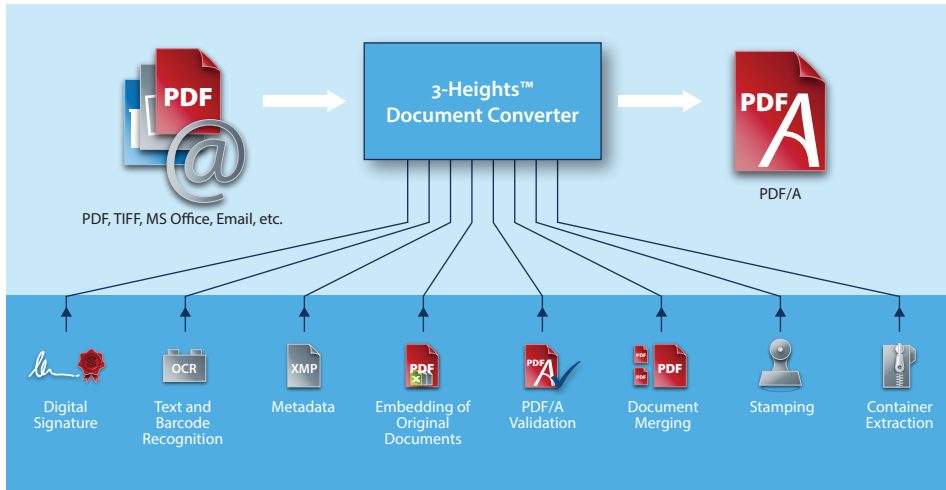 PDF
PDF, TIFF, MS Office, Email, etc.
3-Heights™
Document Converter
PDF
A
PDF/A
OCR
XMP
PDF
X
PDF
A
PDF
PDF
PDF
Digital
Signature
Text and
Barcode
Recognition
Metadata
Embedding of
Original
Documents
PDF/A
Validation
Document
Merging
Stamping
Container
Extraction